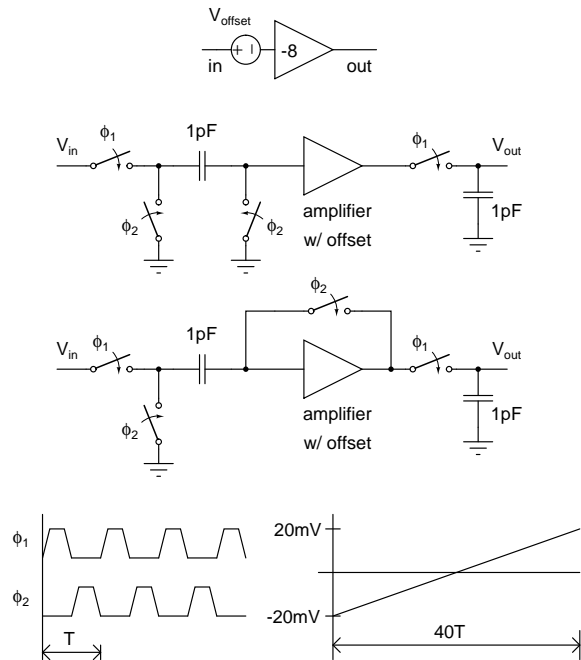 V_offset
+ −
-8
in
out
V_in
ϕ_1
1pF
ϕ_1
V_out
ϕ_2
ϕ_2
amplifier
w/ offset
1pF
ϕ_2
V_in
ϕ_1
1pF
ϕ_1
V_out
ϕ_2
amplifier
w/ offset
1pF
ϕ_1
ϕ_2
T
20mV
-20mV
40T